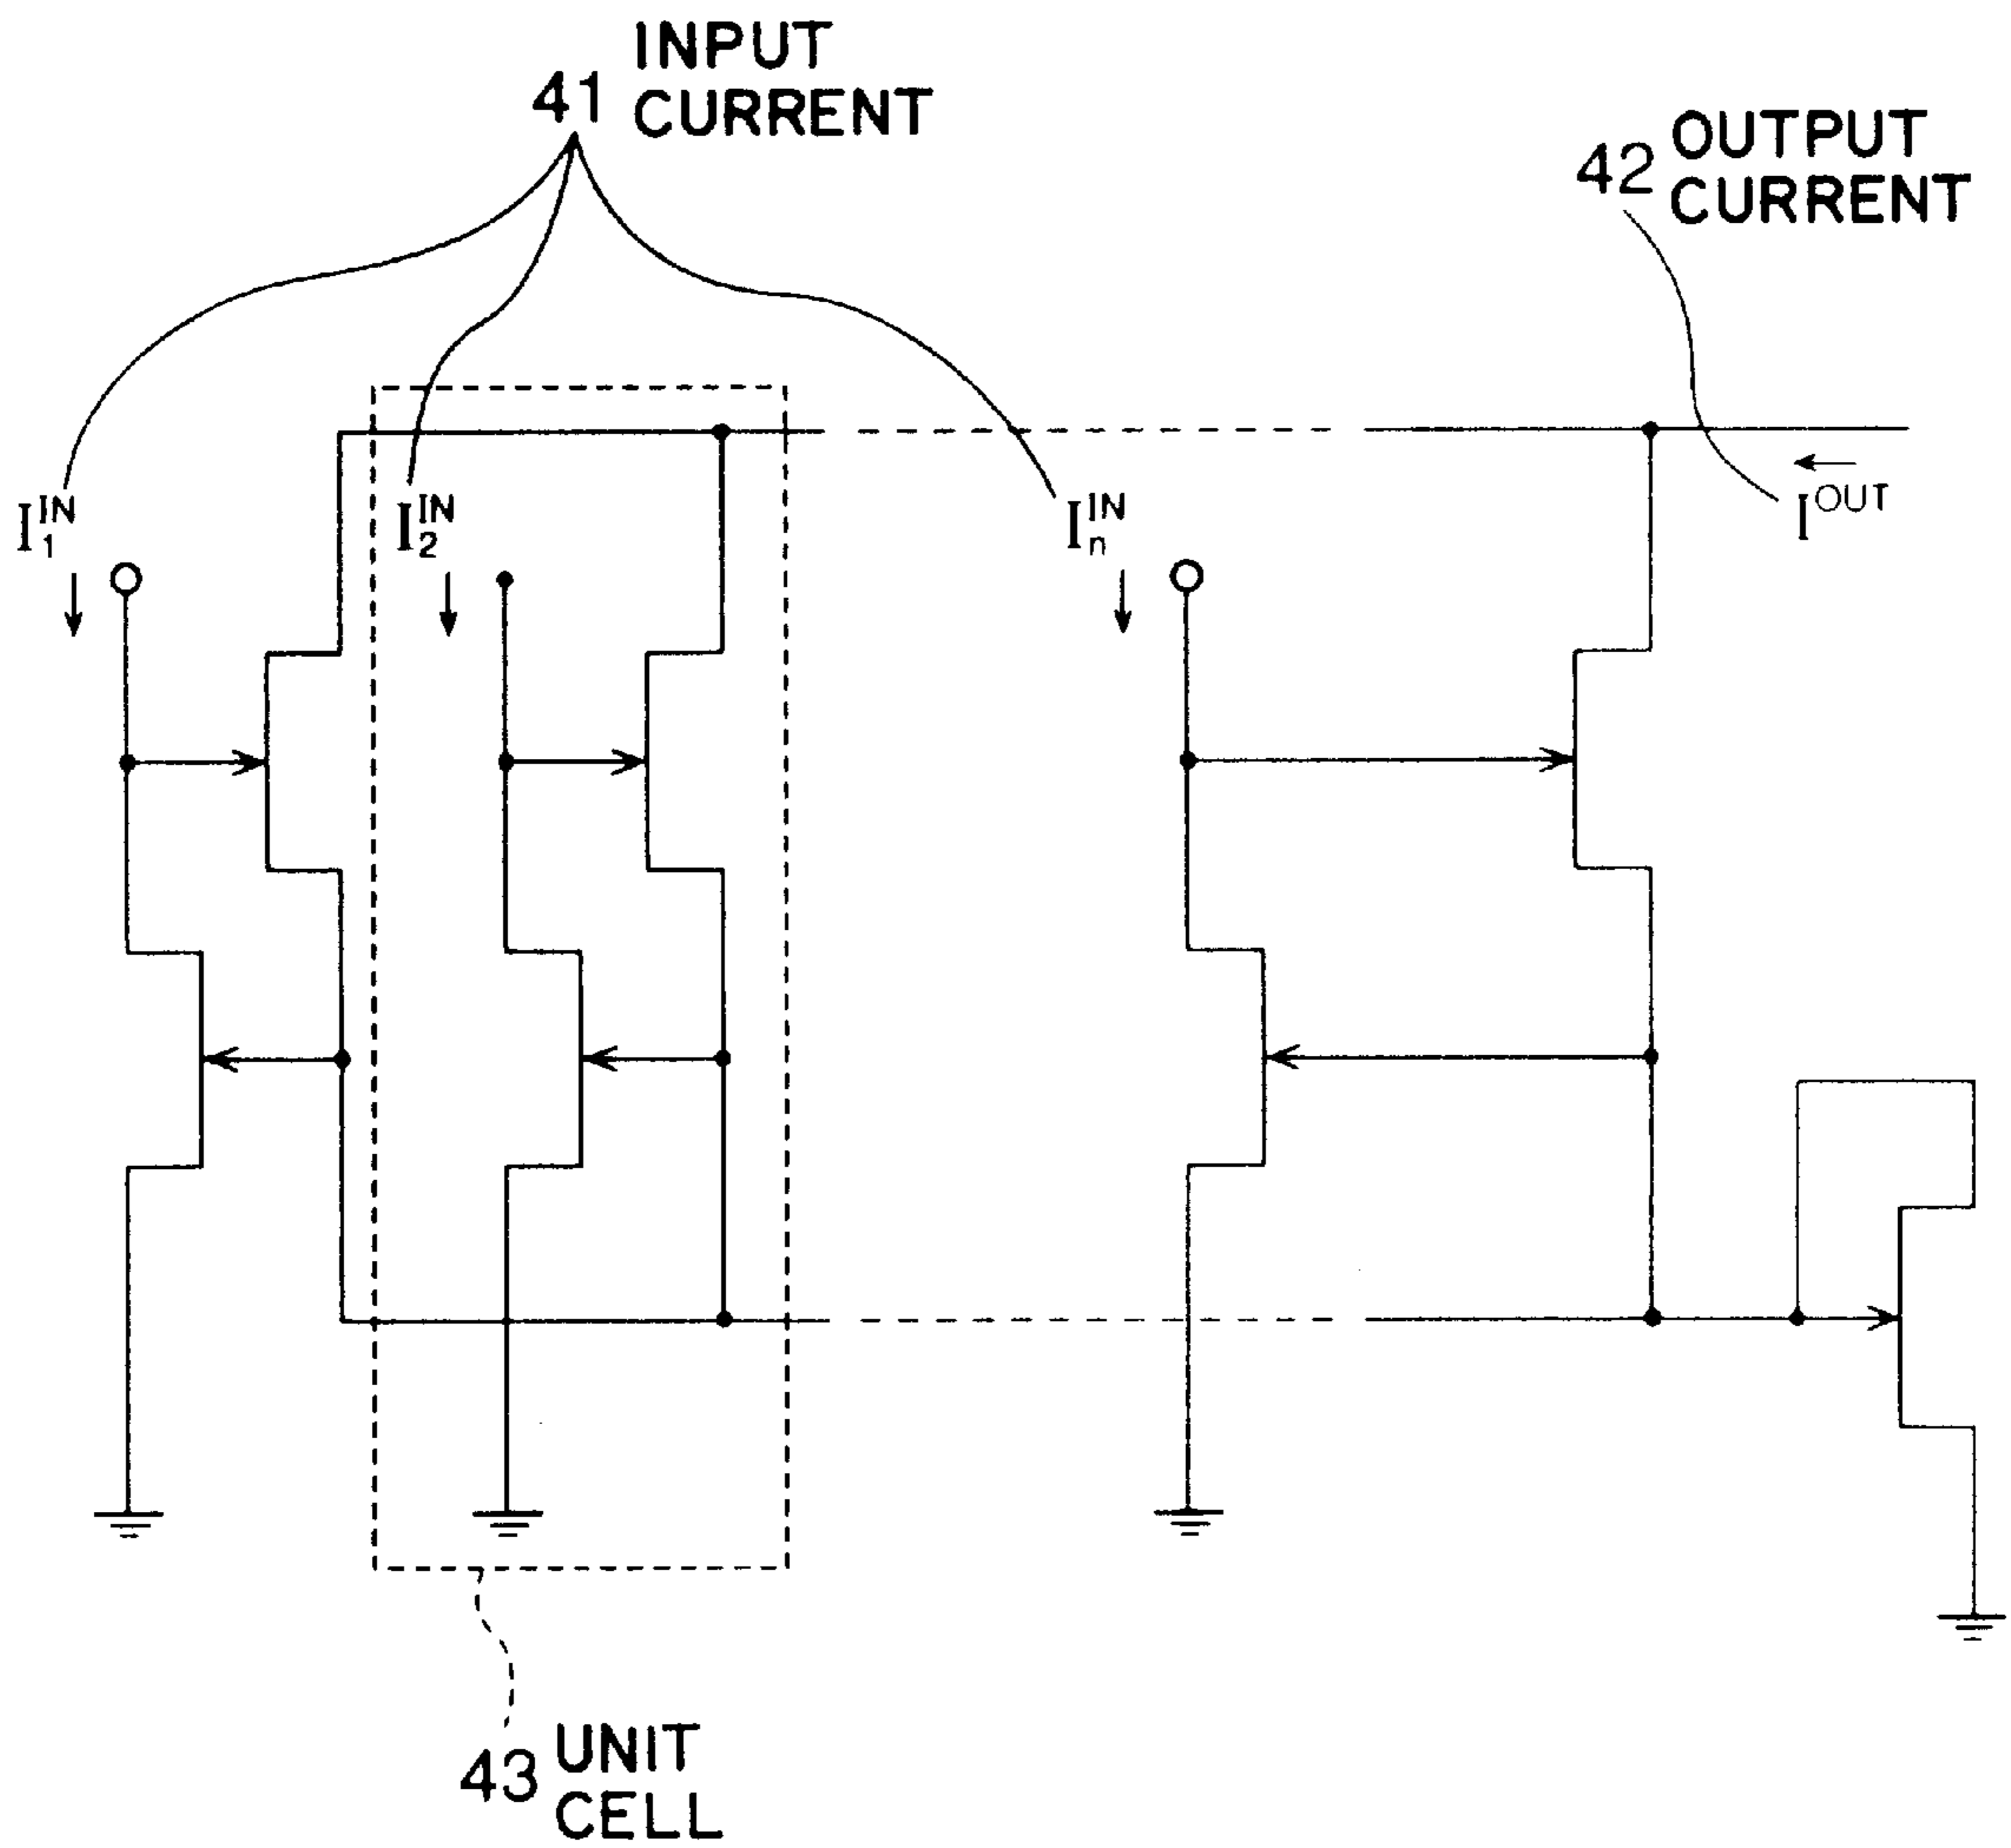 41 INPUT
CURRENT
42 OUTPUT
CURRENT
I₁ᴵᴺ
I₂ᴵᴺ
Iₙᴵᴺ
Iᴼᵁᵀ
43 UNIT
CELL